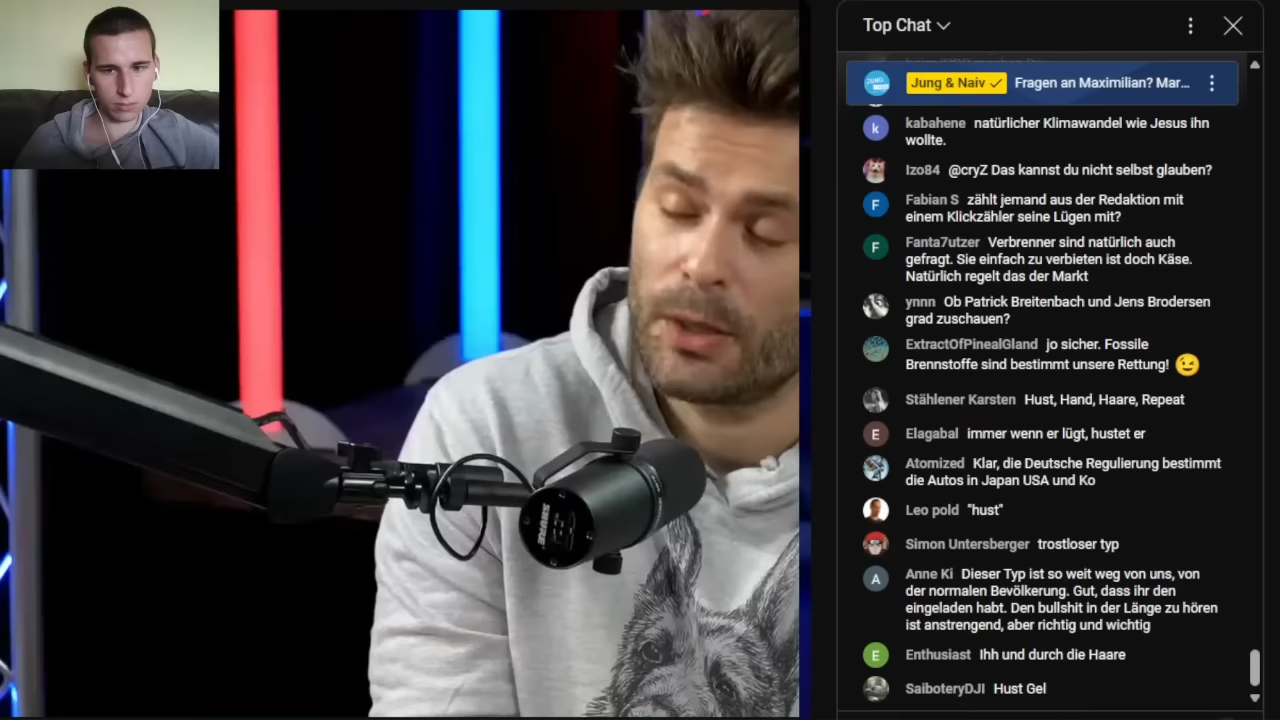 Top Chat
Jung & Naiv Fragen an Maximilian? Mar...
kabahene natürlicher Klimawandel wie Jesus ihn
wollte.
Izo84 @cryZ Das kannst du nicht selbst glauben?
Fabian S zählt jemand aus der Redaktion mit
einem Klickzähler seine Lügen mit?
Fanta7utzer Verbrenner sind natürlich auch
gefragt. Sie einfach zu verbieten ist doch Käse.
Natürlich regelt das der Markt
ynnn Ob Patrick Breitenbach und Jens Brodersen
grad zuschauen?
ExtractOfPinealGland jo sicher. Fossile
Brennstoffe sind bestimmt unsere Rettung! 😉
Stählener Karsten Hust, Hand, Haare, Repeat
E Elagabal immer wenn er lügt, hustet er
Atomized Klar, die Deutsche Regulierung bestimmt
die Autos in Japan USA und Ko
Leo pold "hust"
Simon Untersberger trostloser typ
A Anne Ki Dieser Typ ist so weit weg von uns, von
der normalen Bevölkerung. Gut, dass ihr den
eingeladen habt. Den bullshit in der Länge zu hören
ist anstrengend, aber richtig und wichtig
E Enthusiast Ihh und durch die Haare
SaiboteryDJI Hust Gel
SHURE